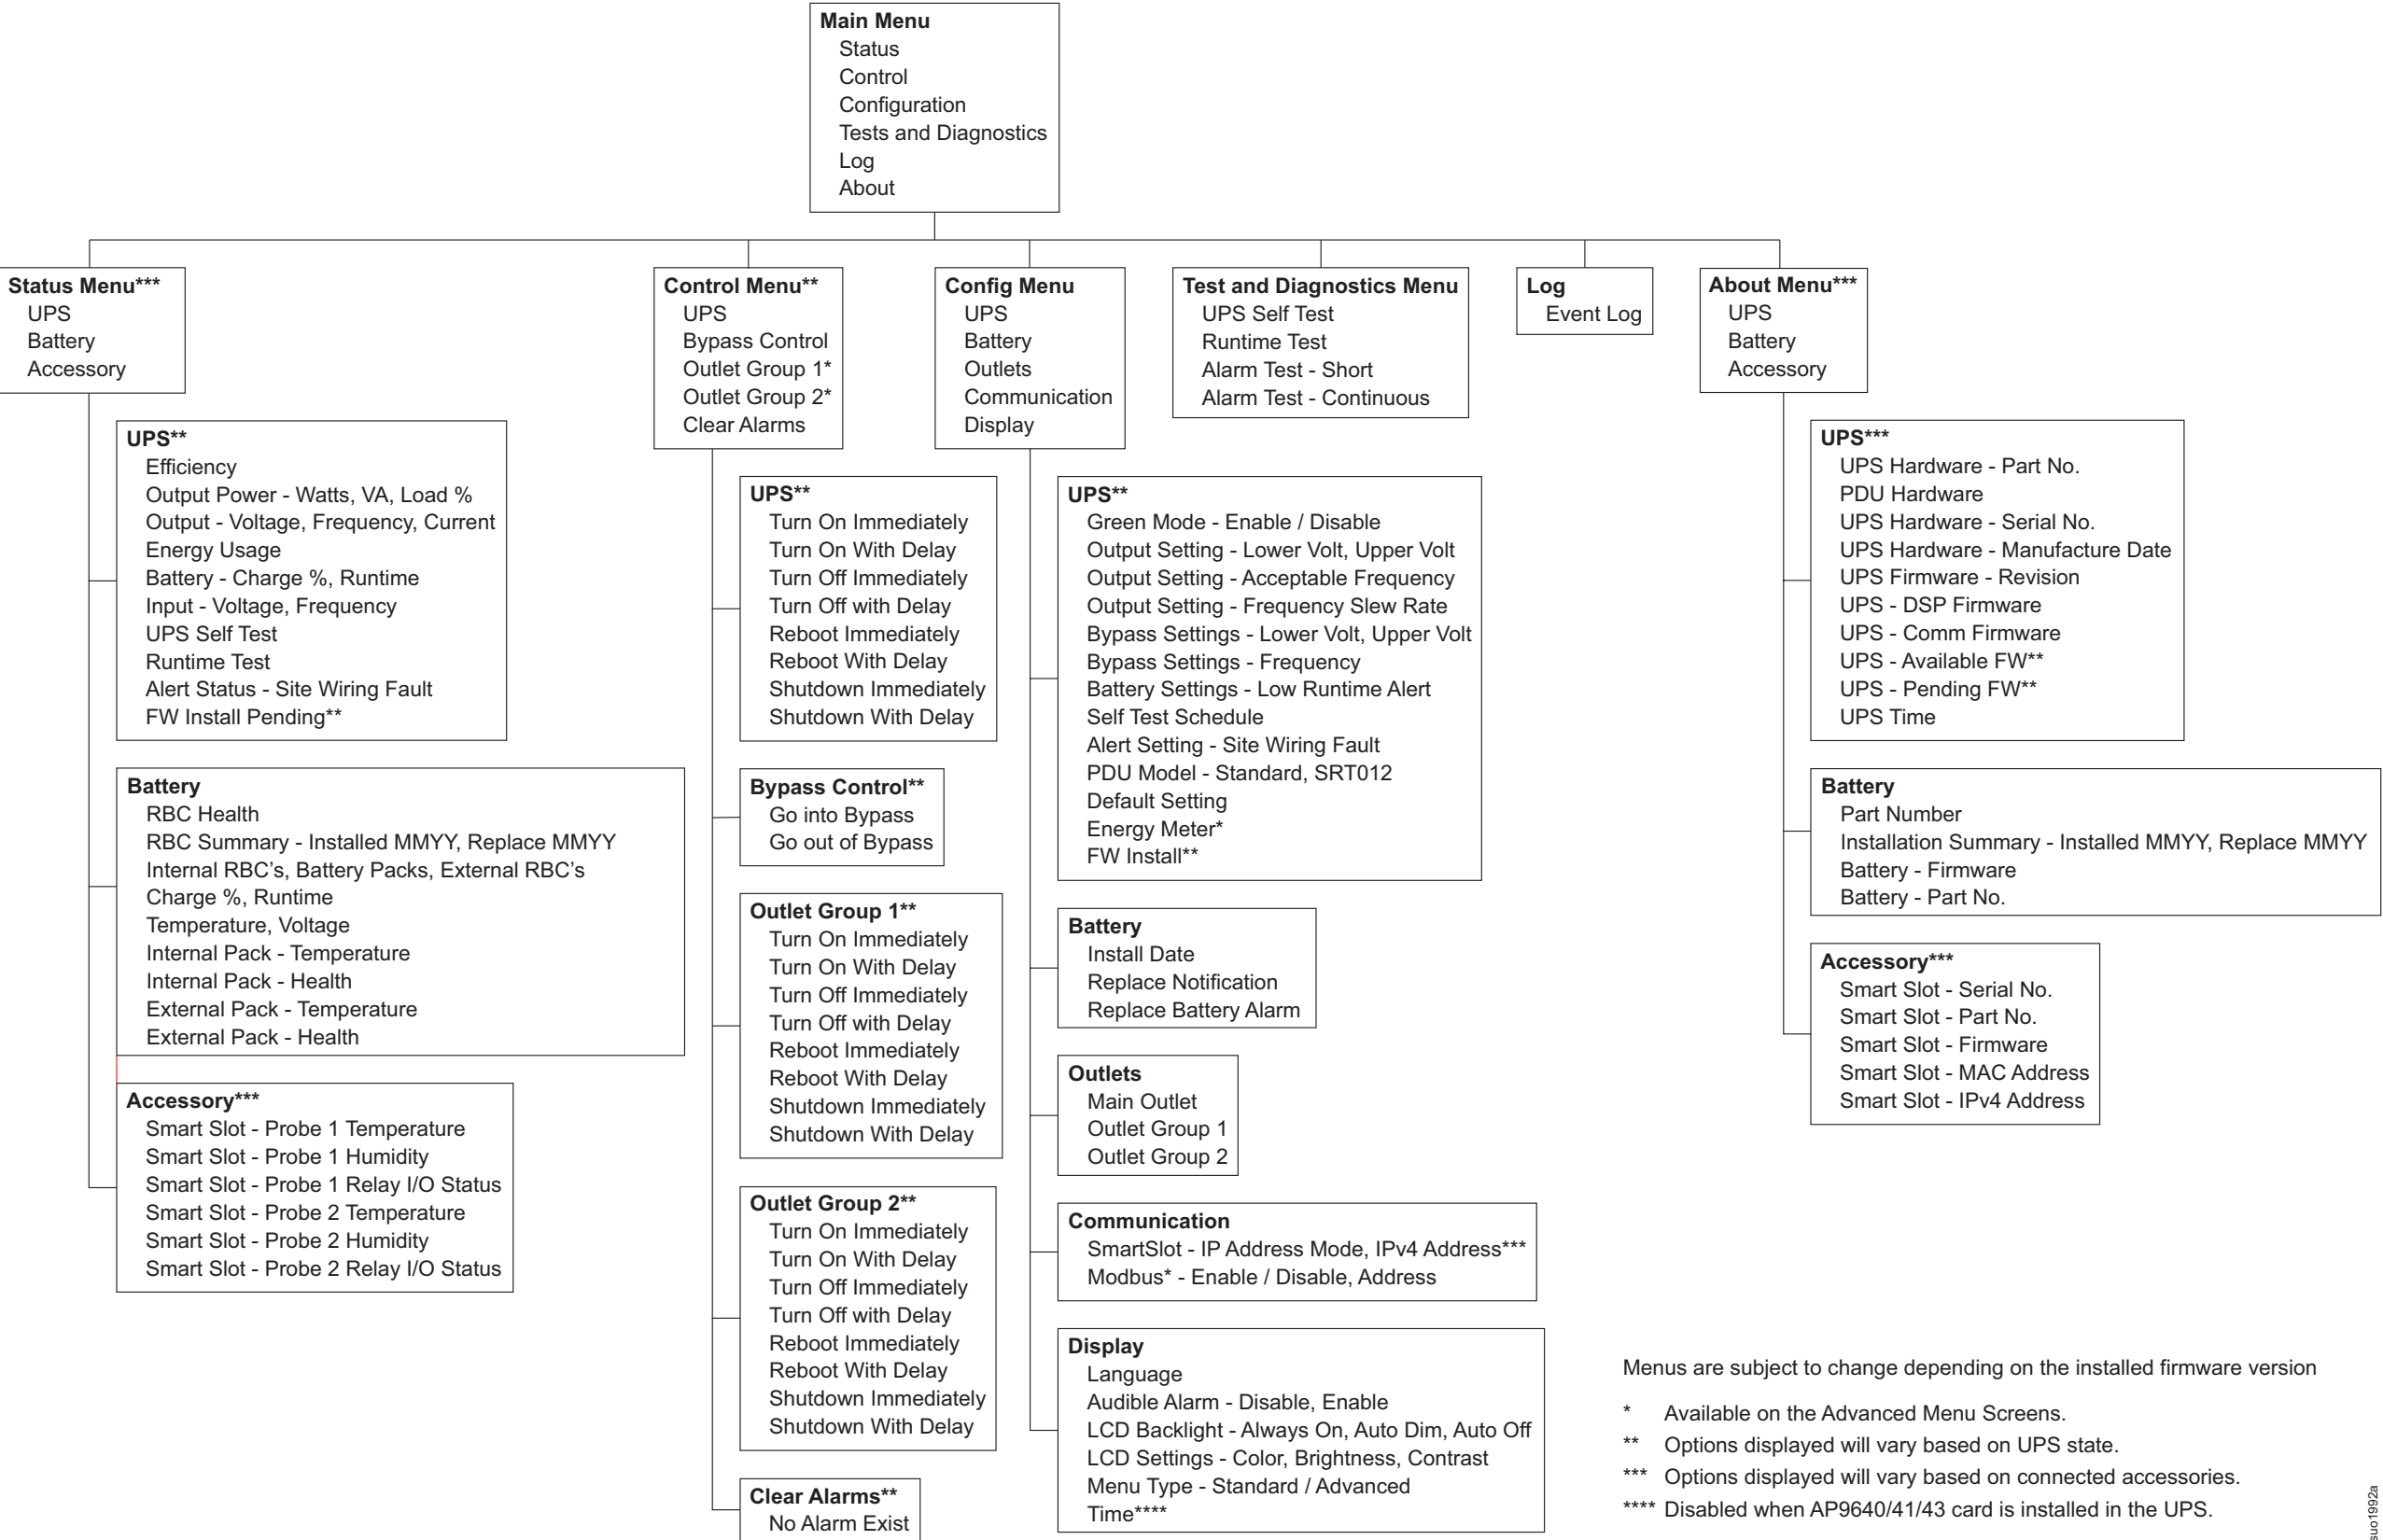 Main Menu
Status
Control
Configuration
Tests and Diagnostics
Log
About
Status Menu***
UPS
Battery
Accessory
UPS**
Efficiency
Output Power - Watts, VA, Load %
Output - Voltage, Frequency, Current
Energy Usage
Battery - Charge %, Runtime
Input - Voltage, Frequency
UPS Self Test
Runtime Test
Alert Status - Site Wiring Fault
FW Install Pending**
Battery
RBC Health
RBC Summary - Installed MMYY, Replace MMYY
Internal RBC’s, Battery Packs, External RBC’s
Charge %, Runtime
Temperature, Voltage
Internal Pack - Temperature
Internal Pack - Health
External Pack - Temperature
External Pack - Health
Accessory***
Smart Slot - Probe 1 Temperature
Smart Slot - Probe 1 Humidity
Smart Slot - Probe 1 Relay I/O Status
Smart Slot - Probe 2 Temperature
Smart Slot - Probe 2 Humidity
Smart Slot - Probe 2 Relay I/O Status
Control Menu**
UPS
Bypass Control
Outlet Group 1*
Outlet Group 2*
Clear Alarms
UPS**
Turn On Immediately
Turn On With Delay
Turn Off Immediately
Turn Off with Delay
Reboot Immediately
Reboot With Delay
Shutdown Immediately
Shutdown With Delay
Bypass Control**
Go into Bypass
Go out of Bypass
Outlet Group 1**
Turn On Immediately
Turn On With Delay
Turn Off Immediately
Turn Off with Delay
Reboot Immediately
Reboot With Delay
Shutdown Immediately
Shutdown With Delay
Outlet Group 2**
Turn On Immediately
Turn On With Delay
Turn Off Immediately
Turn Off with Delay
Reboot Immediately
Reboot With Delay
Shutdown Immediately
Shutdown With Delay
Clear Alarms**
No Alarm Exist
Config Menu
UPS
Battery
Outlets
Communication
Display
UPS**
Green Mode - Enable / Disable
Output Setting - Lower Volt, Upper Volt
Output Setting - Acceptable Frequency
Output Setting - Frequency Slew Rate
Bypass Settings - Lower Volt, Upper Volt
Bypass Settings - Frequency
Battery Settings - Low Runtime Alert
Self Test Schedule
Alert Setting - Site Wiring Fault
PDU Model - Standard, SRT012
Default Setting
Energy Meter*
FW Install**
Battery
Install Date
Replace Notification
Replace Battery Alarm
Outlets
Main Outlet
Outlet Group 1
Outlet Group 2
Communication
SmartSlot - IP Address Mode, IPv4 Address***
Modbus* - Enable / Disable, Address
Display
Language
Audible Alarm - Disable, Enable
LCD Backlight - Always On, Auto Dim, Auto Off
LCD Settings - Color, Brightness, Contrast
Menu Type - Standard / Advanced
Time****
Test and Diagnostics Menu
UPS Self Test
Runtime Test
Alarm Test - Short
Alarm Test - Continuous
Log
Event Log
About Menu***
UPS
Battery
Accessory
UPS***
UPS Hardware - Part No.
PDU Hardware
UPS Hardware - Serial No.
UPS Hardware - Manufacture Date
UPS Firmware - Revision
UPS - DSP Firmware
UPS - Comm Firmware
UPS - Available FW**
UPS - Pending FW**
UPS Time
Battery
Part Number
Installation Summary - Installed MMYY, Replace MMYY
Battery - Firmware
Battery - Part No.
Accessory***
Smart Slot - Serial No.
Smart Slot - Part No.
Smart Slot - Firmware
Smart Slot - MAC Address
Smart Slot - IPv4 Address
Menus are subject to change depending on the installed firmware version
* Available on the Advanced Menu Screens.
** Options displayed will vary based on UPS state.
*** Options displayed will vary based on connected accessories.
**** Disabled when AP9640/41/43 card is installed in the UPS.
suo1992a